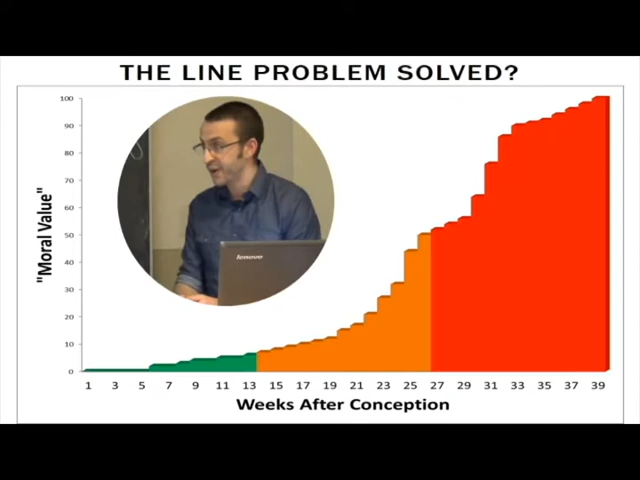 THE LINE PROBLEM SOLVED?
"Moral Value"
100
90
80
70
60
50
40
30
20
10
0
lenovo
1 3 5 7 9 11 13 15 17 19 21 23 25 27 29 31 33 35 37 39
Weeks After Conception